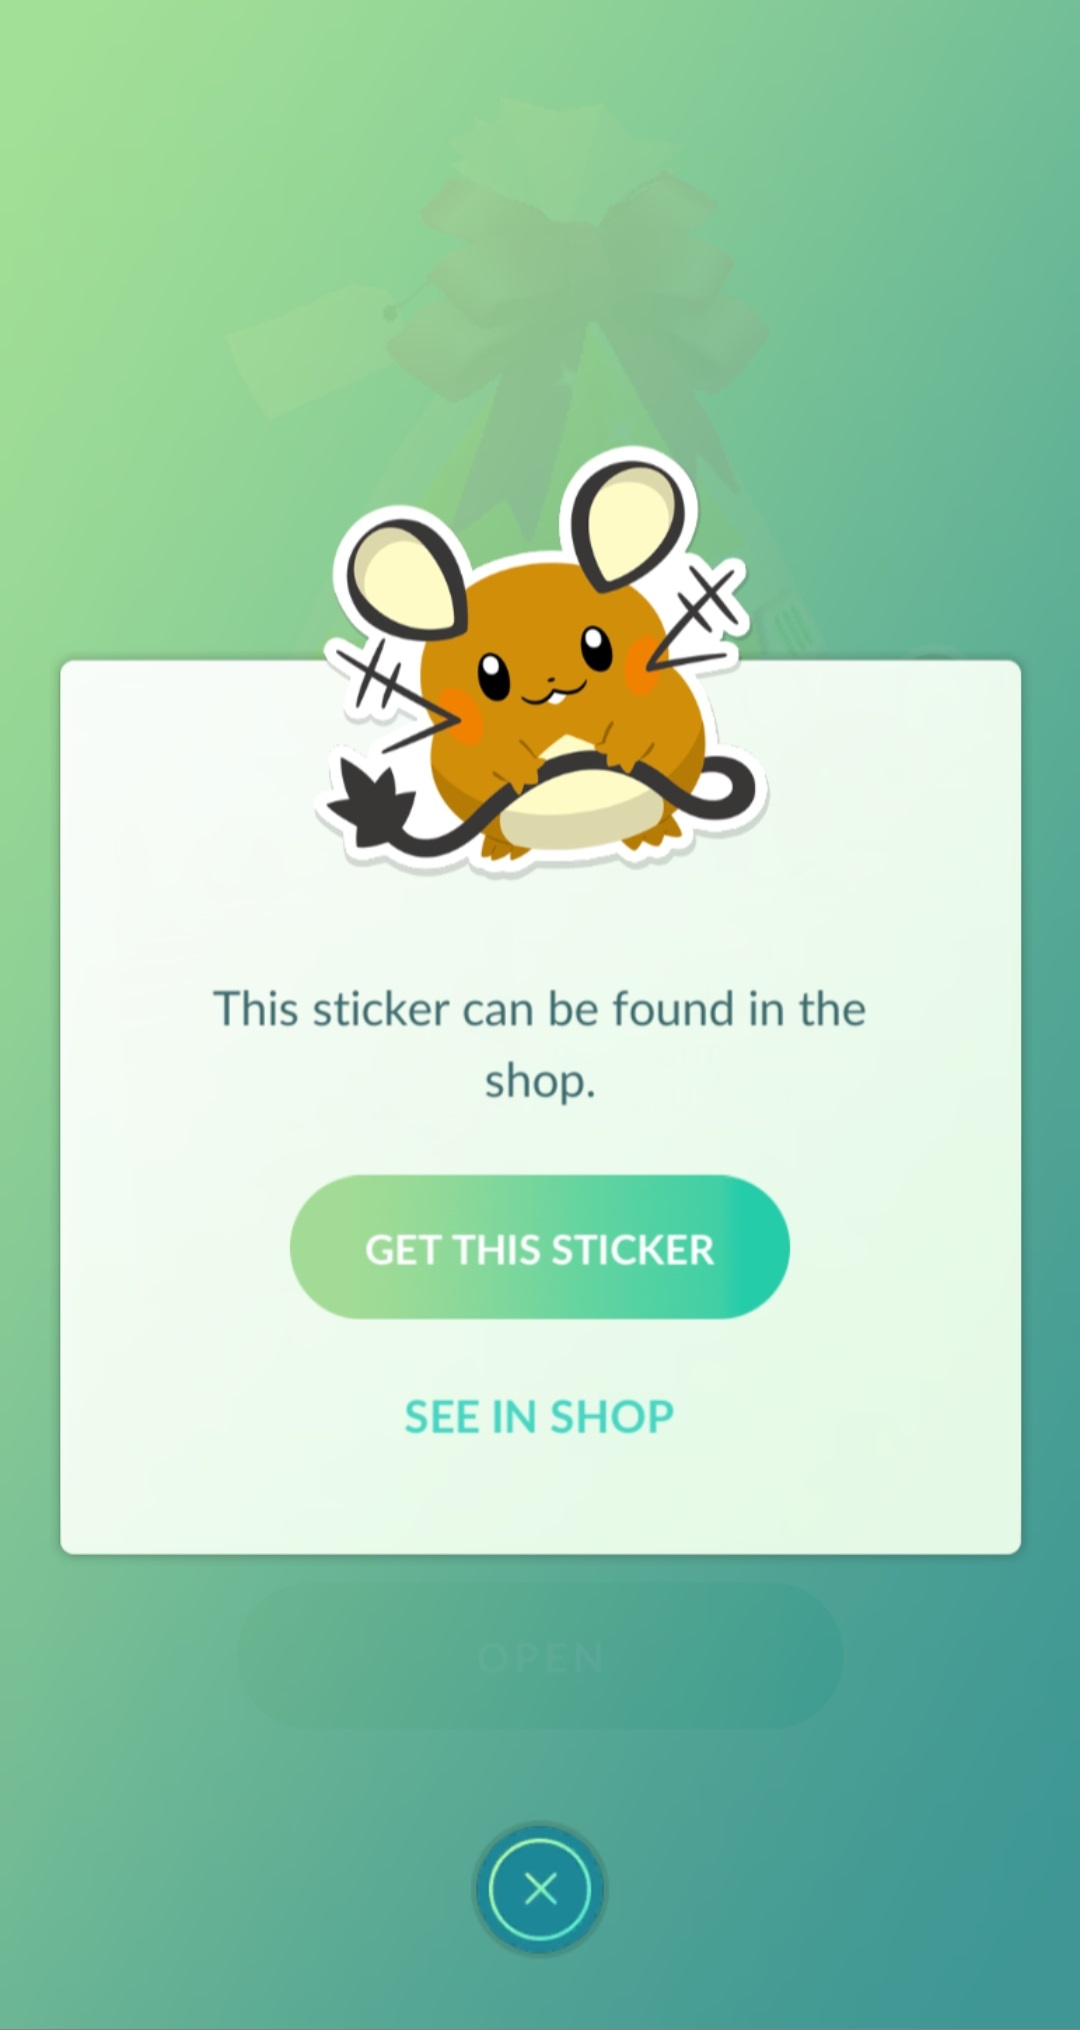 This sticker can be found in the
shop.
GET THIS STICKER
SEE IN SHOP
OPEN